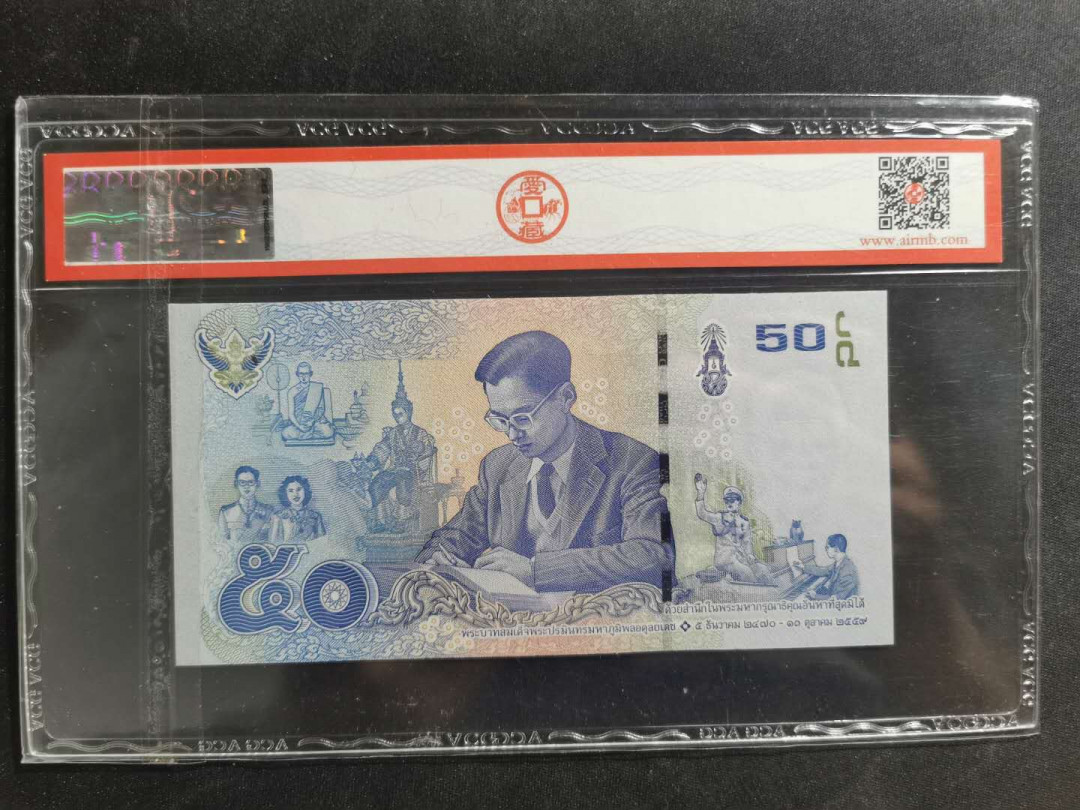 愛藏
www.airmb.com
50
๕๐
ด้วยสำนึกในพระมหากรุณาธิคุณอันหาที่สุดมิได้
พระบาทสมเด็จพระปรมินทรมหาภูมิพลอดุลยเดช ❖ ๕ ธันวาคม ๒๔๗๐ - ๑๓ ตุลาคม ๒๕๕๙